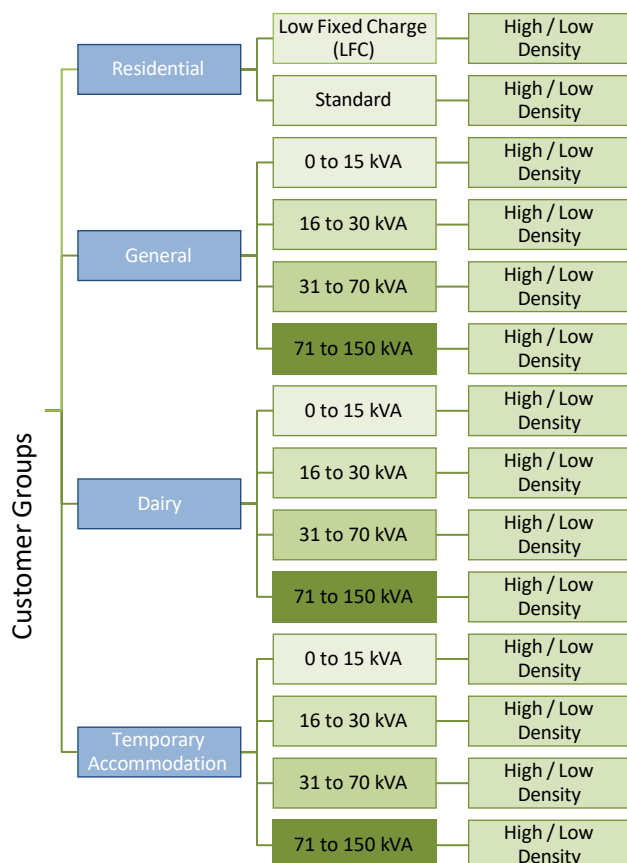 Customer Groups
Residential
Low Fixed Charge
(LFC)
High / Low
Density
Standard
High / Low
Density
General
0 to 15 kVA
High / Low
Density
16 to 30 kVA
High / Low
Density
31 to 70 kVA
High / Low
Density
71 to 150 kVA
High / Low
Density
Dairy
0 to 15 kVA
High / Low
Density
16 to 30 kVA
High / Low
Density
31 to 70 kVA
High / Low
Density
71 to 150 kVA
High / Low
Density
Temporary
Accommodation
0 to 15 kVA
High / Low
Density
16 to 30 kVA
High / Low
Density
31 to 70 kVA
High / Low
Density
71 to 150 kVA
High / Low
Density